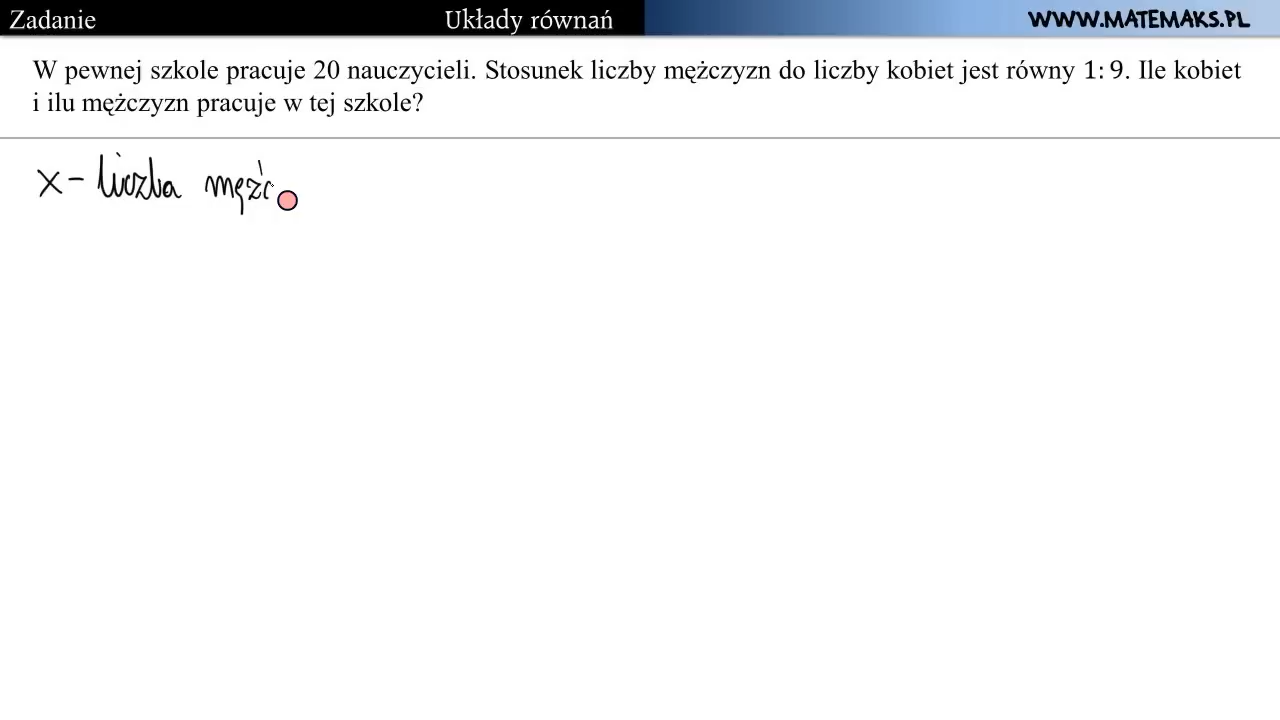 Zadanie
Układy równań
WWW.MATEMAKS.PL
W pewnej szkole pracuje 20 nauczycieli. Stosunek liczby mężczyzn do liczby kobiet jest równy 1: 9. Ile kobiet
i ilu mężczyzn pracuje w tej szkole?
x - liczba mężc